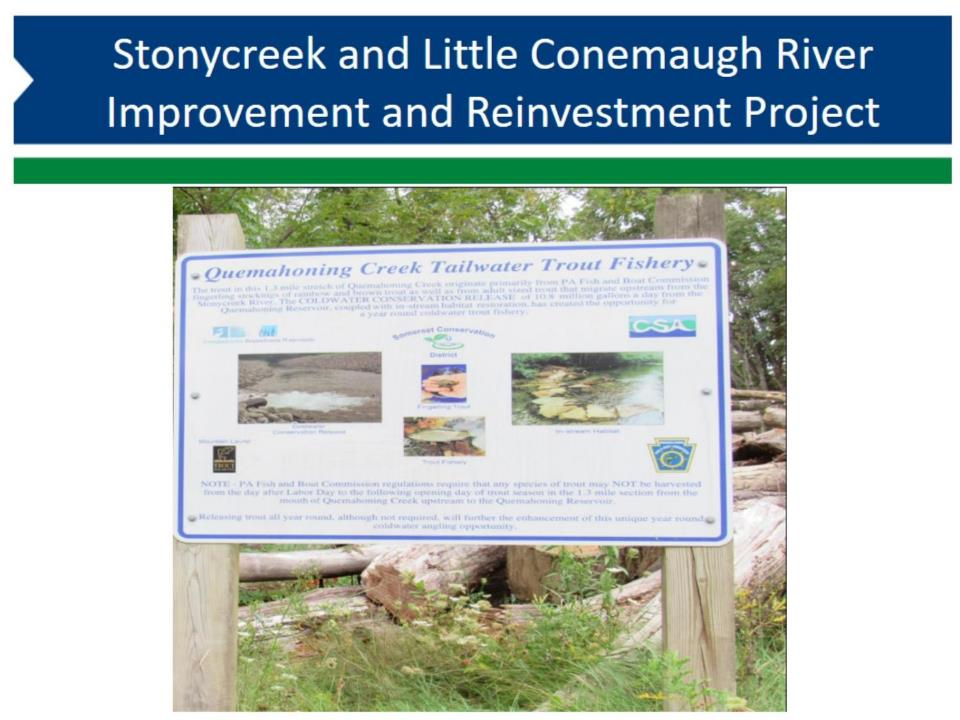 Stonycreek and Little Conemaugh River
Improvement and Reinvestment Project
Quemahoning Creek Tailwater Trout Fishery
The trout in this 1.3 mile stretch of Quemahoning Creek originate primarily from PA Fish and Boat Commission
fingerling stockings of rainbow and brown trout as well as from adult sized trout that migrate upstream from the
Stonycreek River. The COLDWATER CONSERVATION RELEASE of 10.8 million gallons a day from the
Quemahoning Reservoir, coupled with in-stream habitat restoration, has created the opportunity for
a year round coldwater trout fishery.
C-SA
Somerset Conservation
District
Fingerling Trout
Coldwater
Conservation Release
In-stream Habitat
Mountain Laurel
TROUT
Trout Fishery
NOTE - PA Fish and Boat Commission regulations require that any species of trout may NOT be harvested
from the day after Labor Day to the following opening day of trout season in the 1.3 mile section from the
mouth of Quemahoning Creek upstream to the Quemahoning Reservoir.
Releasing trout all year round, although not required, will further the enhancement of this unique year round
coldwater angling opportunity.